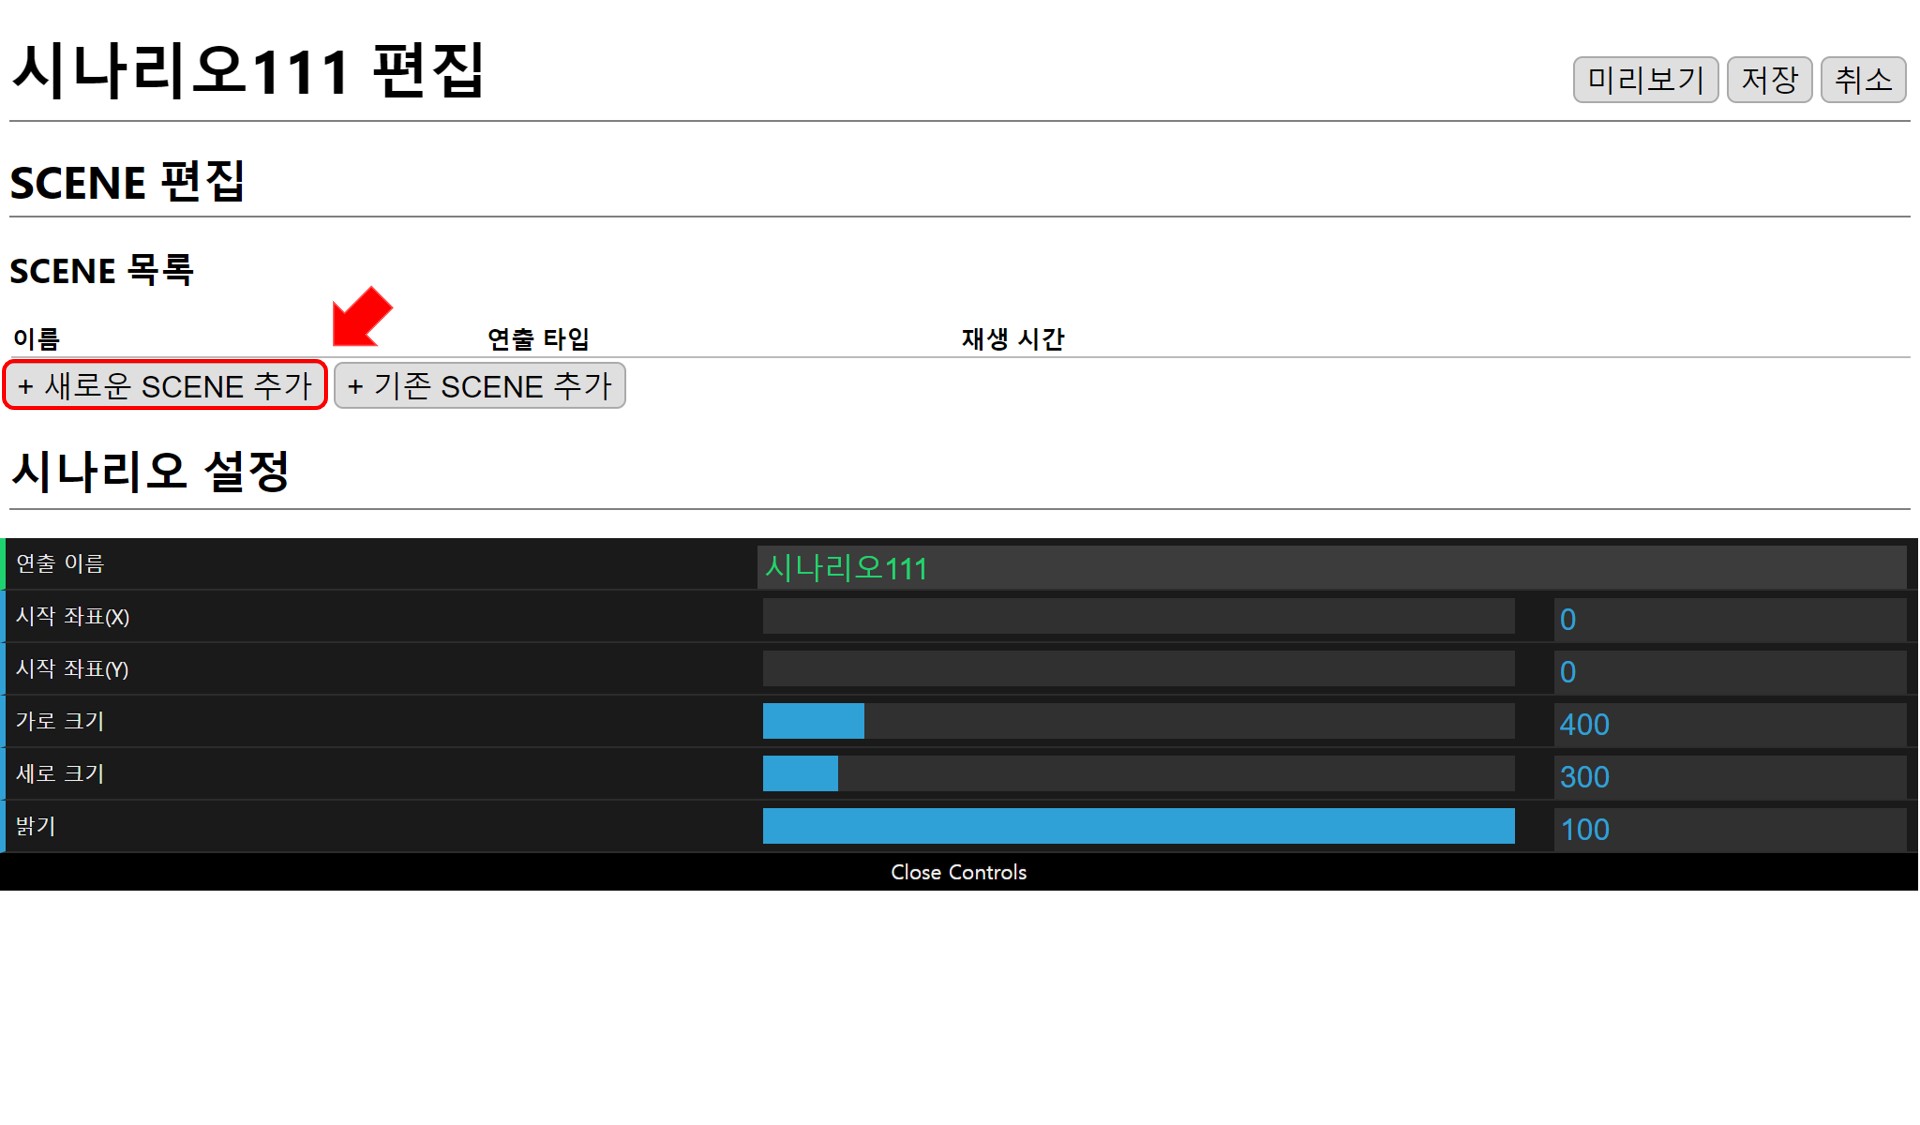 시나리오111 편집
미리보기 저장 취소
SCENE 편집
SCENE 목록
이름 연출 타입 재생 시간
+ 새로운 SCENE 추가 + 기존 SCENE 추가
시나리오 설정
연출 이름 시나리오111
시작 좌표(X) 0
시작 좌표(Y) 0
가로 크기 400
세로 크기 300
밝기 100
Close Controls